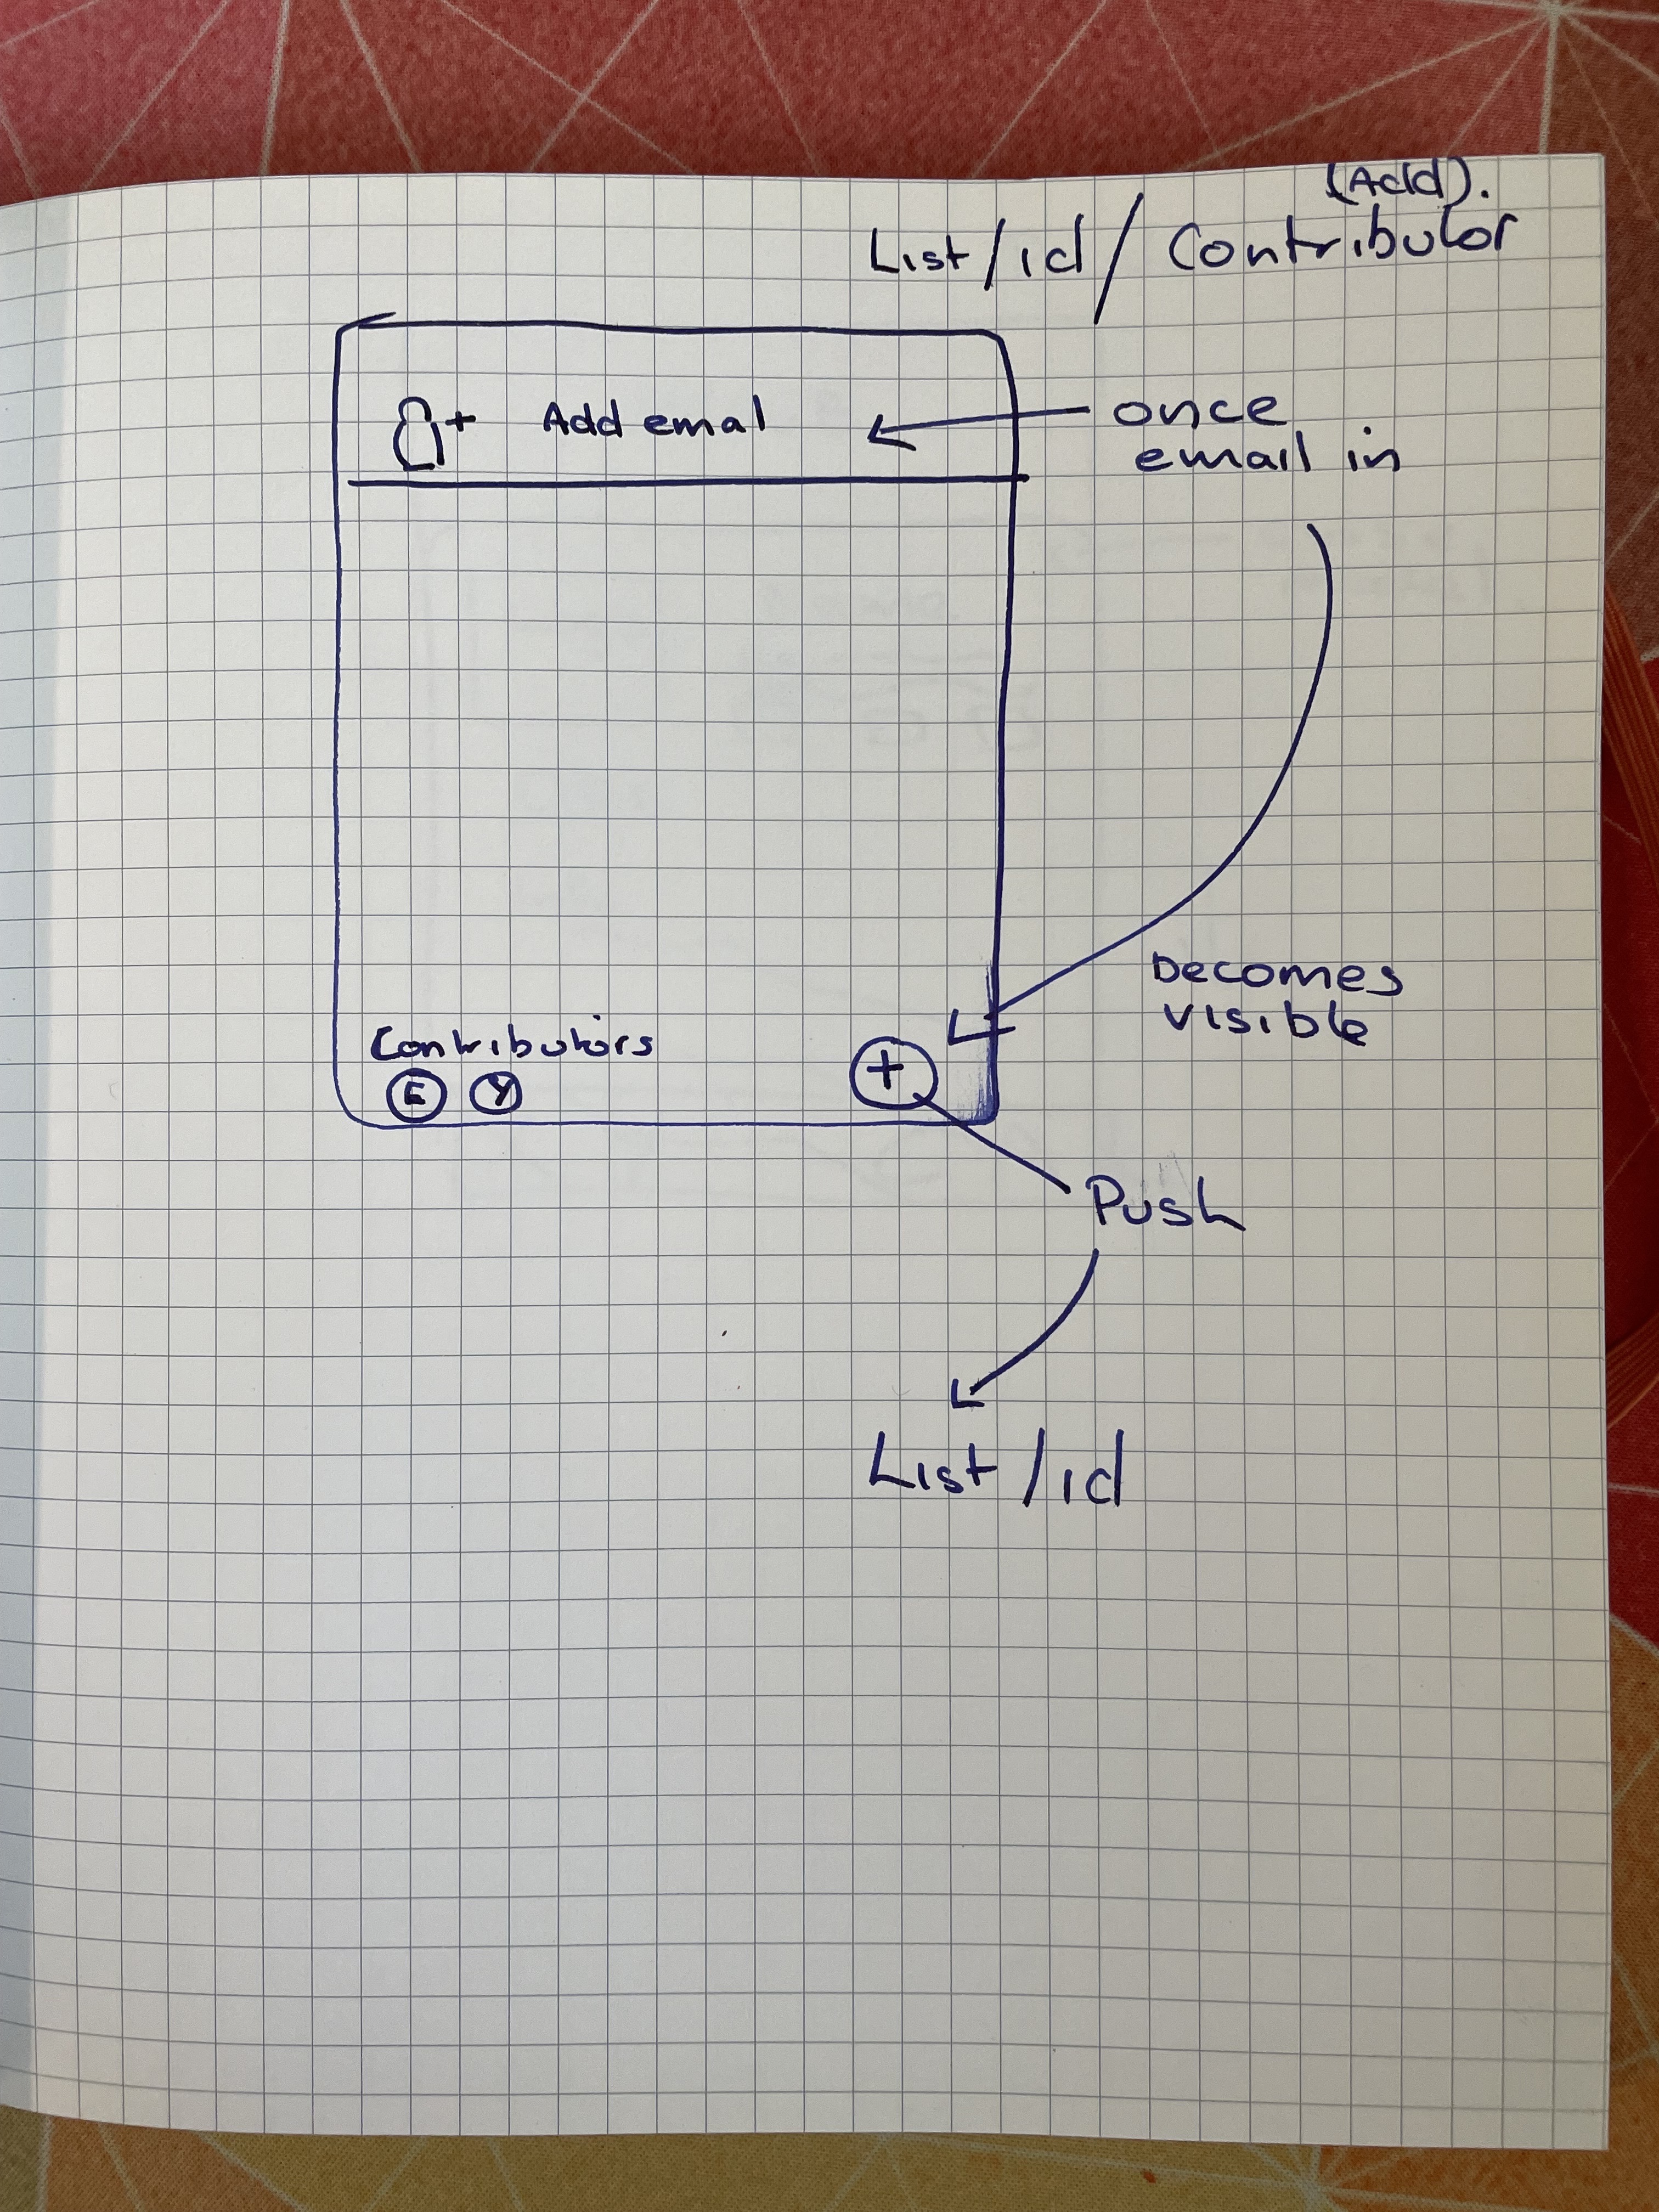 (Add).
List/id/Contributor
+ Add emal
once
email in
becomes
visible
Contributors
E Y
+
Push
List/id